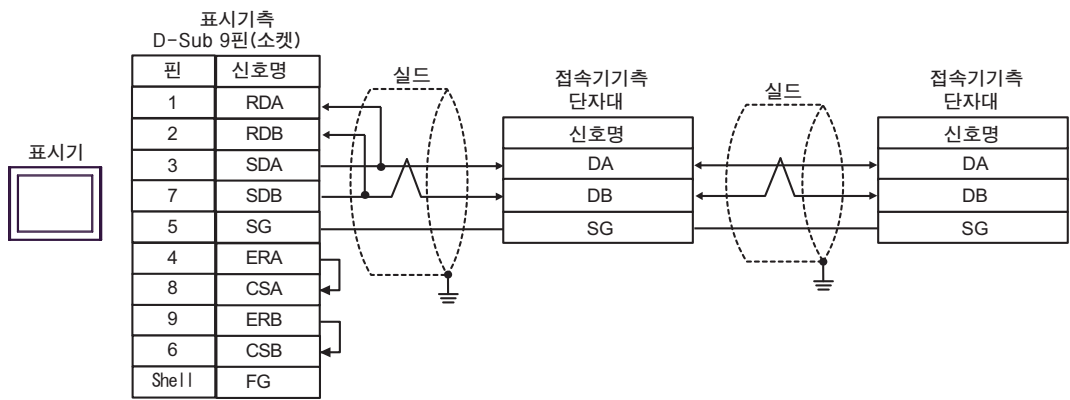 표시기
표시기측
D-Sub 9핀(소켓)
핀 신호명
1 RDA
2 RDB
3 SDA
7 SDB
5 SG
4 ERA
8 CSA
9 ERB
6 CSB
Shell FG
실드
접속기기측
단자대
신호명
DA
DB
SG
실드
접속기기측
단자대
신호명
DA
DB
SG